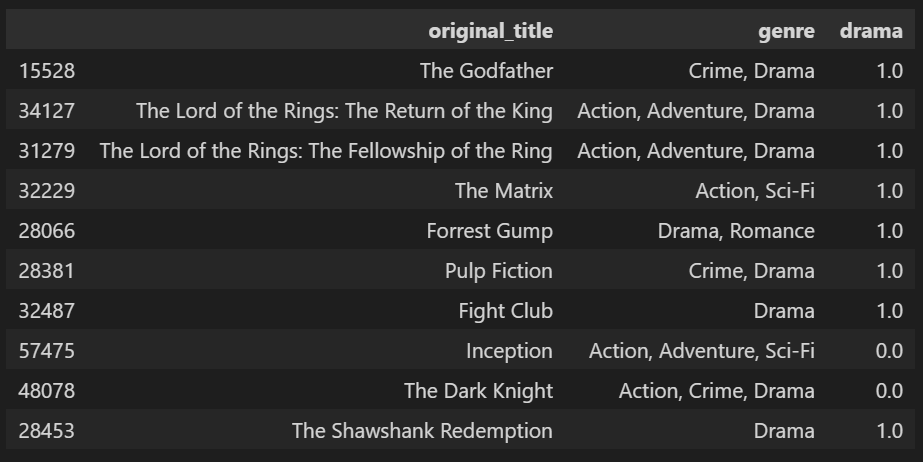 original_title genre drama
15528 The Godfather Crime, Drama 1.0
34127 The Lord of the Rings: The Return of the King Action, Adventure, Drama 1.0
31279 The Lord of the Rings: The Fellowship of the Ring Action, Adventure, Drama 1.0
32229 The Matrix Action, Sci-Fi 1.0
28066 Forrest Gump Drama, Romance 1.0
28381 Pulp Fiction Crime, Drama 1.0
32487 Fight Club Drama 1.0
57475 Inception Action, Adventure, Sci-Fi 0.0
48078 The Dark Knight Action, Crime, Drama 0.0
28453 The Shawshank Redemption Drama 1.0